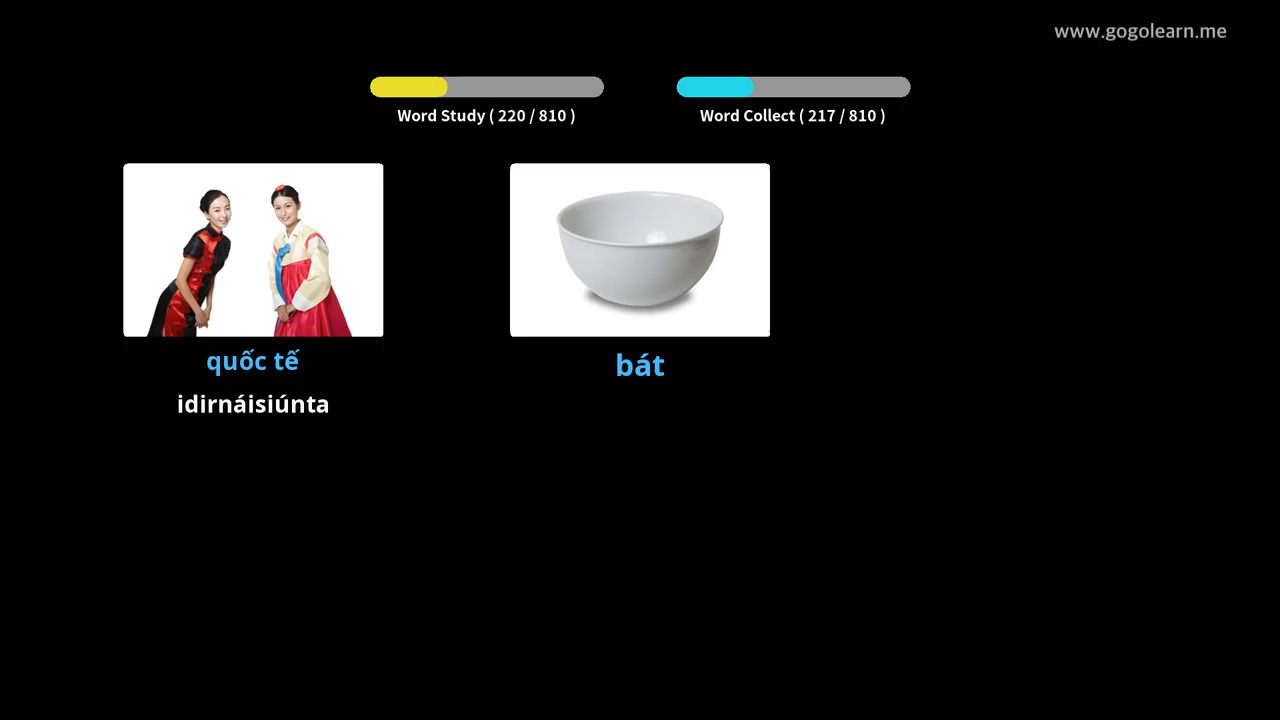 www.gogolearn.me
Word Study ( 220 / 810 )
Word Collect ( 217 / 810 )
quốc tế
idirnáisiúnta
bát